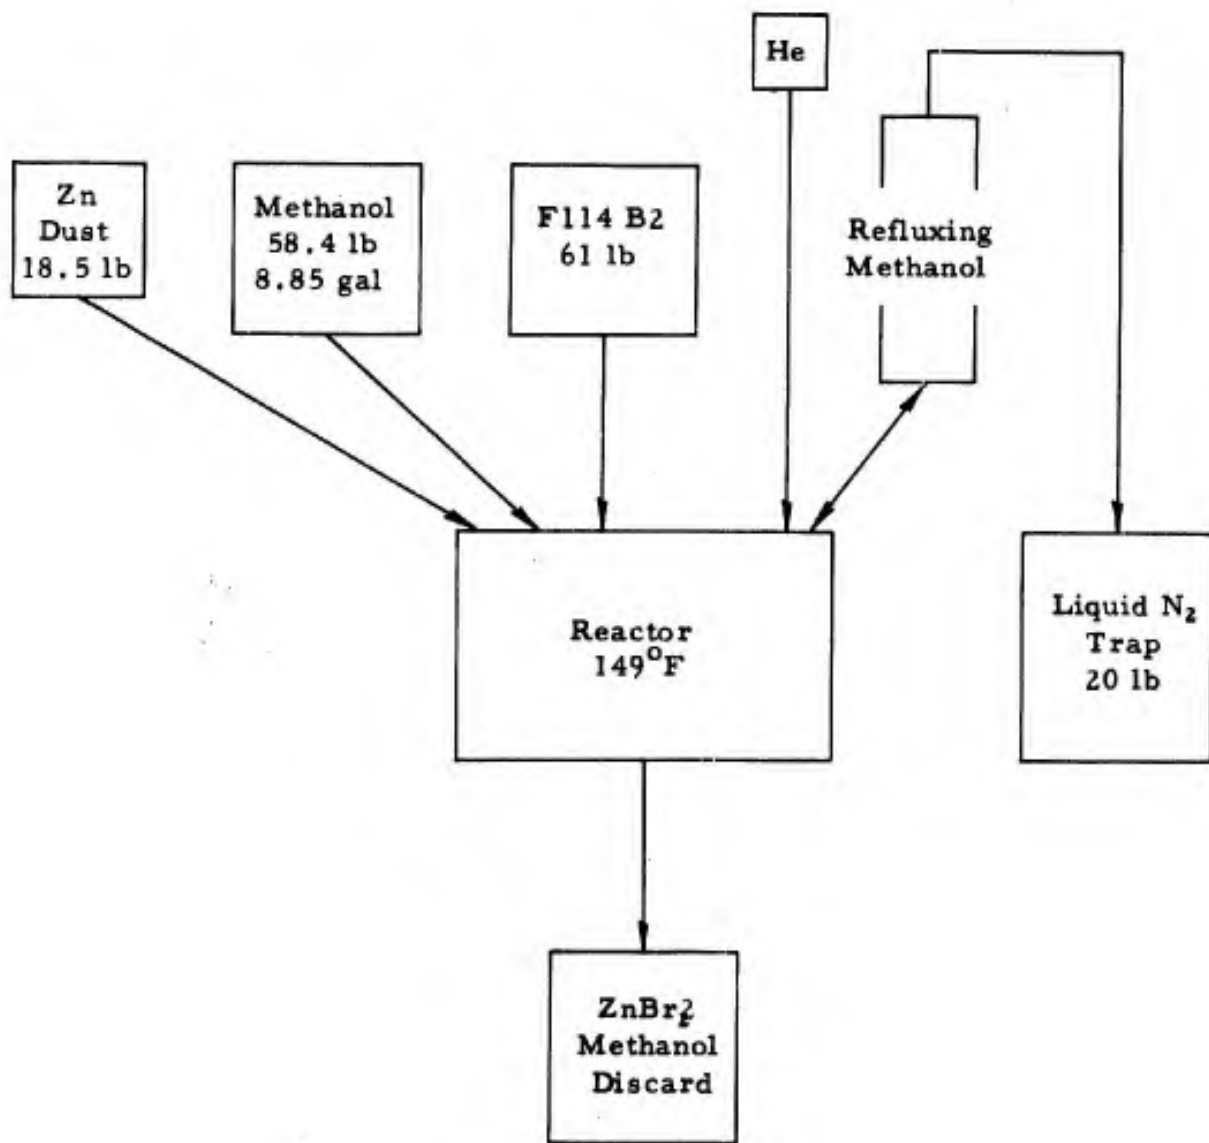 He
Zn
Dust
18.5 lb
Methanol
58.4 lb
8.85 gal
F114 B2
61 lb
Refluxing
Methanol
Reactor
149°F
Liquid N₂
Trap
20 lb
ZnBr₂
Methanol
Discard